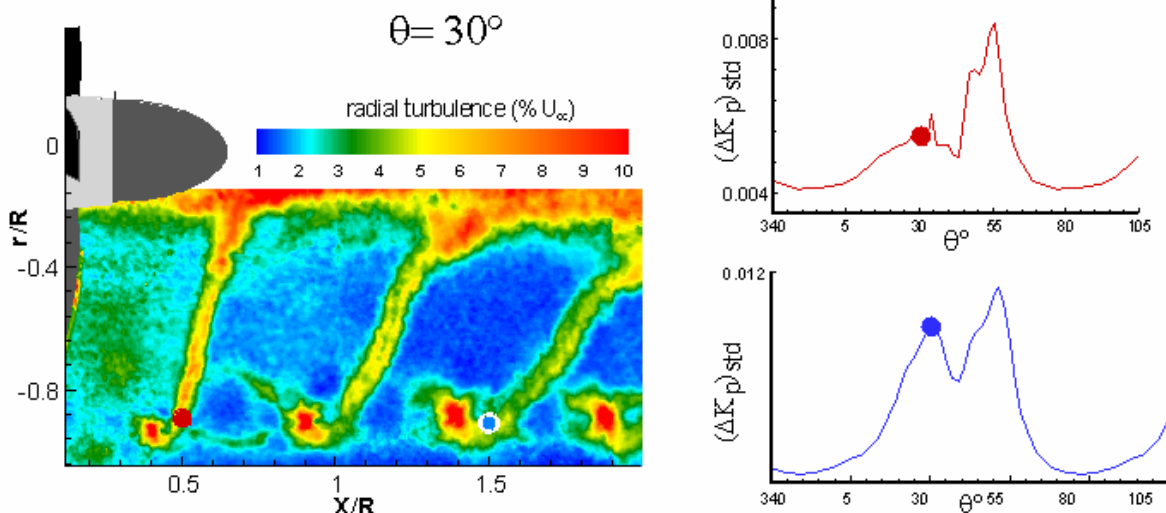 θ= 30°
radial turbulence (% U∞)
1 2 3 4 5 6 7 8 9 10
0
-0.4
-0.8
r/R
0.5 1 1.5
X/R
0.008
0.004
(ΔKp)std
340 5 30 55 80 105
θ°
0.012
(ΔKp)std
340 5 30 55 80 105
θ°